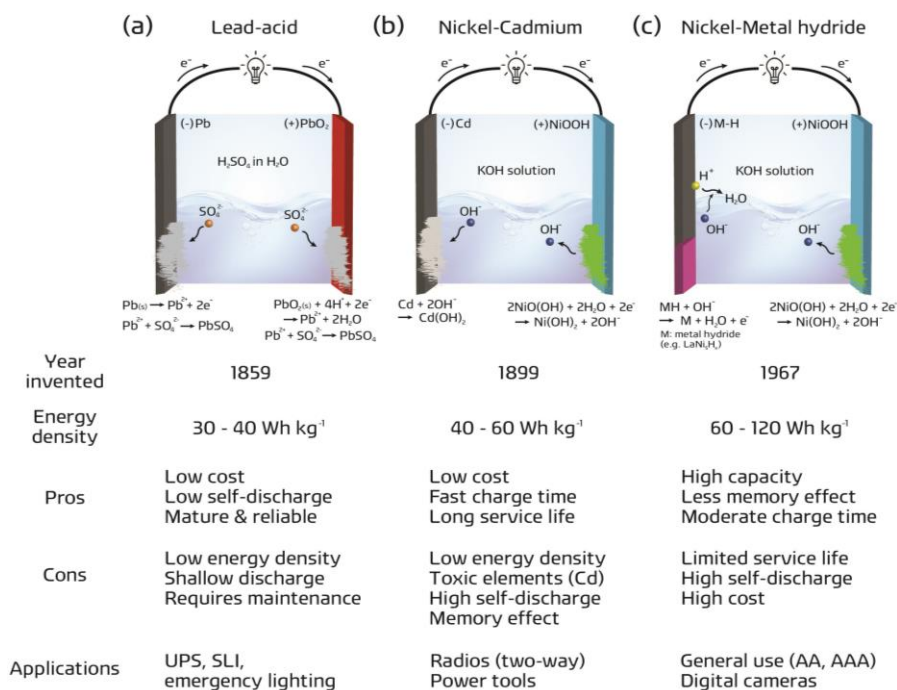 (a) Lead-acid
e⁻ e⁻
(-)Pb (+)PbO₂
H₂SO₄ in H₂O
SO₄²⁻ SO₄²⁻
Pb₍s₎ → Pb²⁺ + 2e⁻
Pb²⁺ + SO₄²⁻ → PbSO₄
PbO₂₍s₎ + 4H⁺ + 2e⁻
→ Pb²⁺ + 2H₂O
Pb²⁺ + SO₄²⁻ → PbSO₄
(b) Nickel-Cadmium
e⁻ e⁻
(-)Cd (+)NiOOH
KOH solution
OH⁻ OH⁻
Cd + 2OH⁻
→ Cd(OH)₂
2NiO(OH) + 2H₂O + 2e⁻
→ Ni(OH)₂ + 2OH⁻
(c) Nickel-Metal hydride
e⁻ e⁻
(-)M-H (+)NiOOH
H⁺ KOH solution
H₂O
OH⁻ OH⁻
MH + OH⁻
→ M + H₂O + e⁻
M: metal hydride
(e.g. LaNi₅H₆)
2NiO(OH) + 2H₂O + 2e⁻
→ Ni(OH)₂ + 2OH⁻
Year
invented
1859 1899 1967
Energy
density
30 - 40 Wh kg⁻¹ 40 - 60 Wh kg⁻¹ 60 - 120 Wh kg⁻¹
Pros
Low cost
Low self-discharge
Mature & reliable
Low cost
Fast charge time
Long service life
High capacity
Less memory effect
Moderate charge time
Cons
Low energy density
Shallow discharge
Requires maintenance
Low energy density
Toxic elements (Cd)
High self-discharge
Memory effect
Limited service life
High self-discharge
High cost
Applications
UPS, SLI,
emergency lighting
Radios (two-way)
Power tools
General use (AA, AAA)
Digital cameras